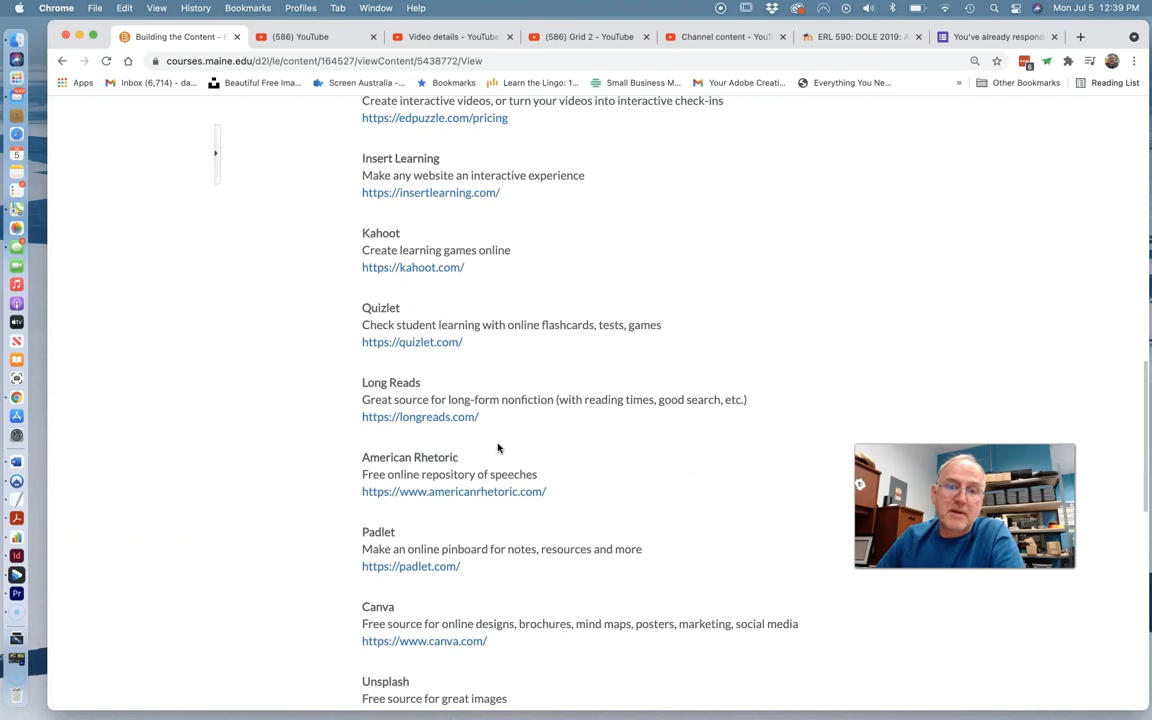 Chrome File Edit View History Bookmarks Profiles Tab Window Help Mon Jul 5 12:39 PM
Building the Content - E (586) YouTube Video details - YouTube (586) Grid 2 - YouTube Channel content - YouT ERL 590: DOLE 2019: A You've already respond
courses.maine.edu/d2l/le/content/164527/viewContent/5438772/View
Apps Inbox (6,714) - da... Beautiful Free Ima... Screen Australia -... Bookmarks Learn the Lingo: 1... Small Business M... Your Adobe Creati... Everything You Ne... » Other Bookmarks Reading List
Create interactive videos, or turn your videos into interactive check-ins
https://edpuzzle.com/pricing
Insert Learning
Make any website an interactive experience
https://insertlearning.com/
Kahoot
Create learning games online
https://kahoot.com/
Quizlet
Check student learning with online flashcards, tests, games
https://quizlet.com/
Long Reads
Great source for long-form nonfiction (with reading times, good search, etc.)
https://longreads.com/
American Rhetoric
Free online repository of speeches
https://www.americanrhetoric.com/
Padlet
Make an online pinboard for notes, resources and more
https://padlet.com/
Canva
Free source for online designs, brochures, mind maps, posters, marketing, social media
https://www.canva.com/
Unsplash
Free source for great images